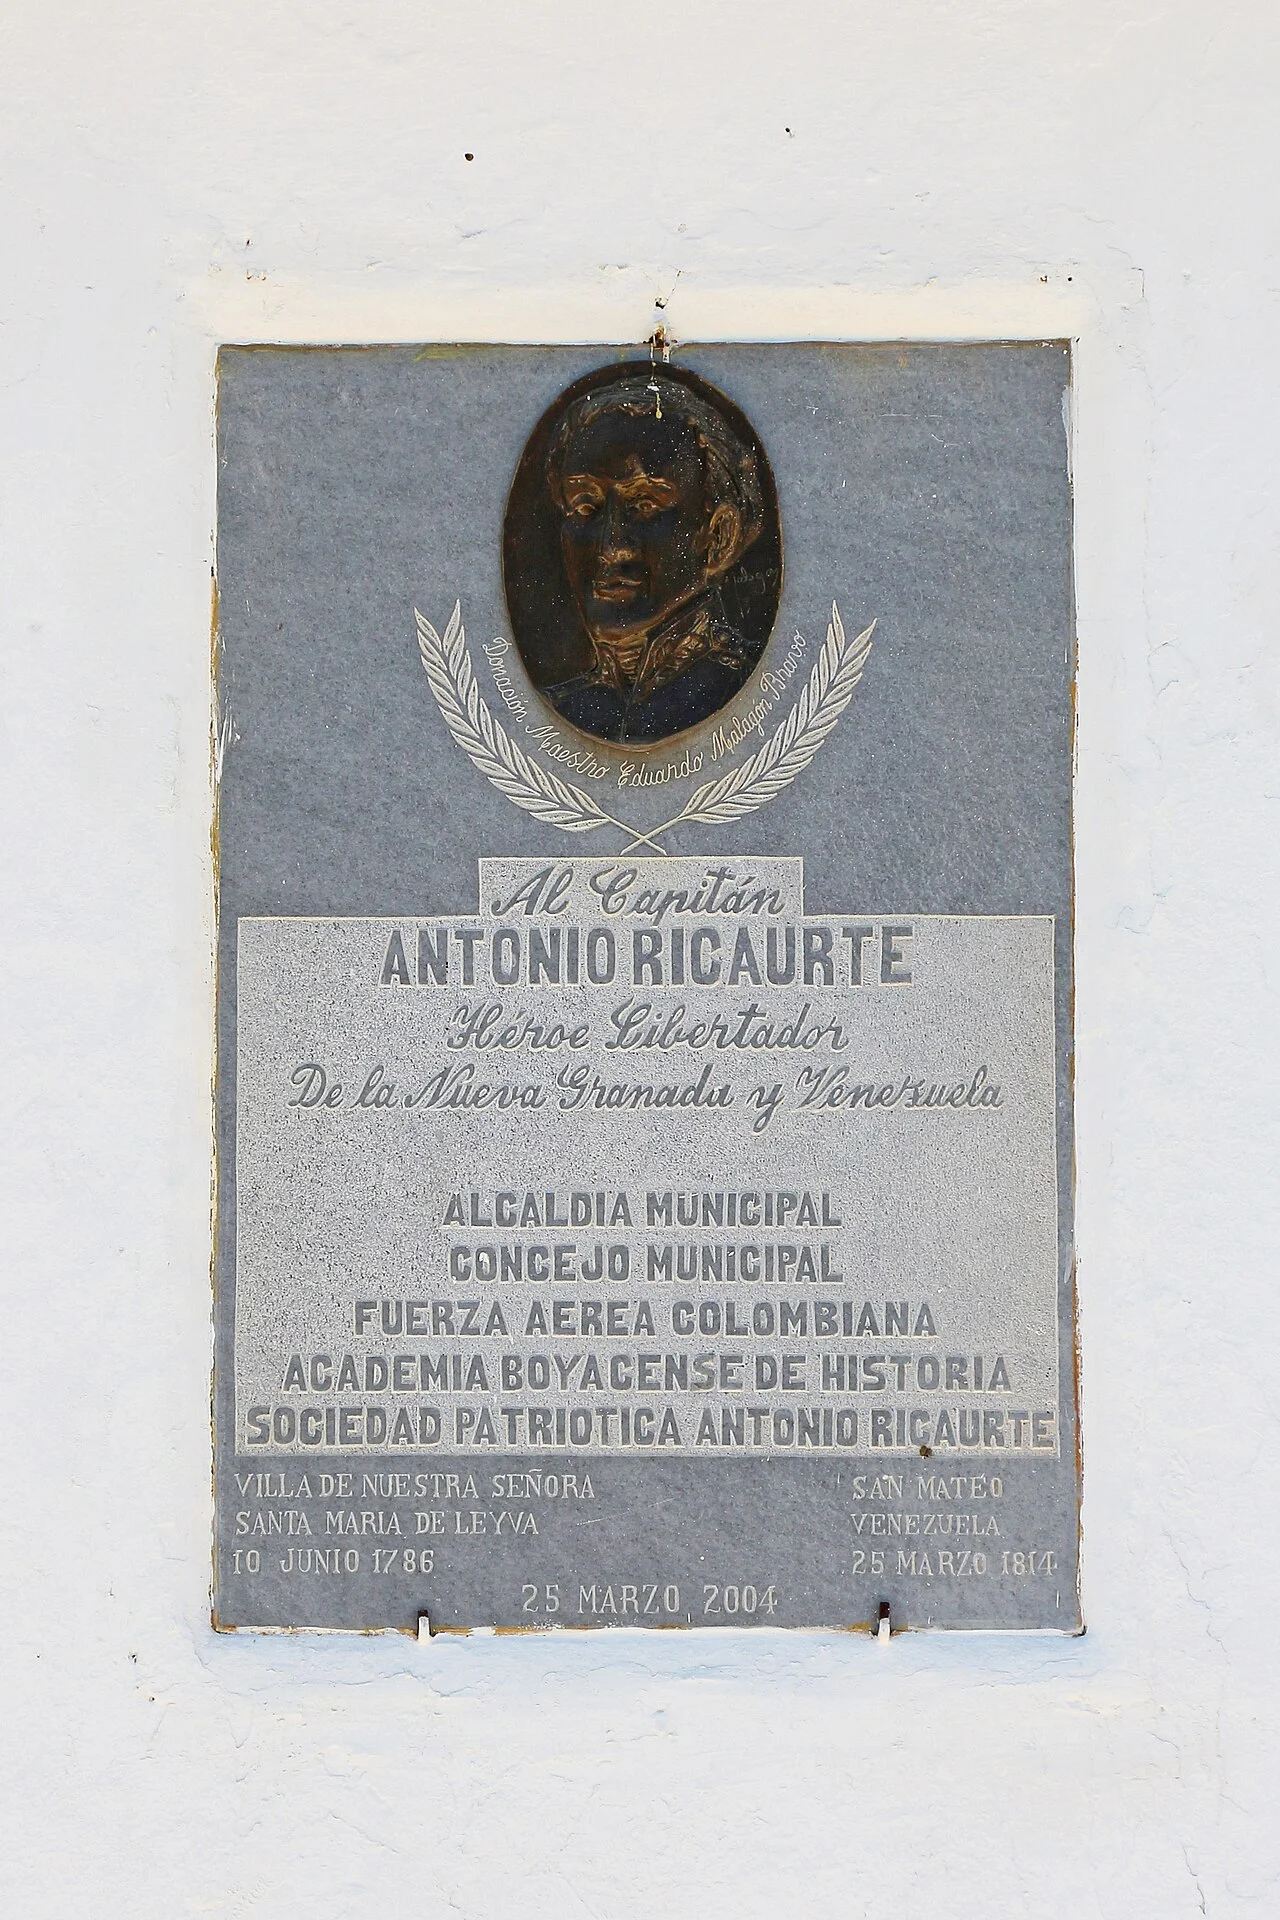 Donación Maestro Eduardo Malagón Bravo
Al Capitán
ANTONIO RICAURTE
Héroe Libertador
De la Nueva Granada y Venezuela
ALCALDIA MUNICIPAL
CONCEJO MUNICIPAL
FUERZA AEREA COLOMBIANA
ACADEMIA BOYACENSE DE HISTORIA
SOCIEDAD PATRIOTICA ANTONIO RICAURTE
VILLA DE NUESTRA SEÑORA
SANTA MARIA DE LEYVA
10 JUNIO 1786
SAN MATEO
VENEZUELA
25 MARZO 1814
25 MARZO 2004